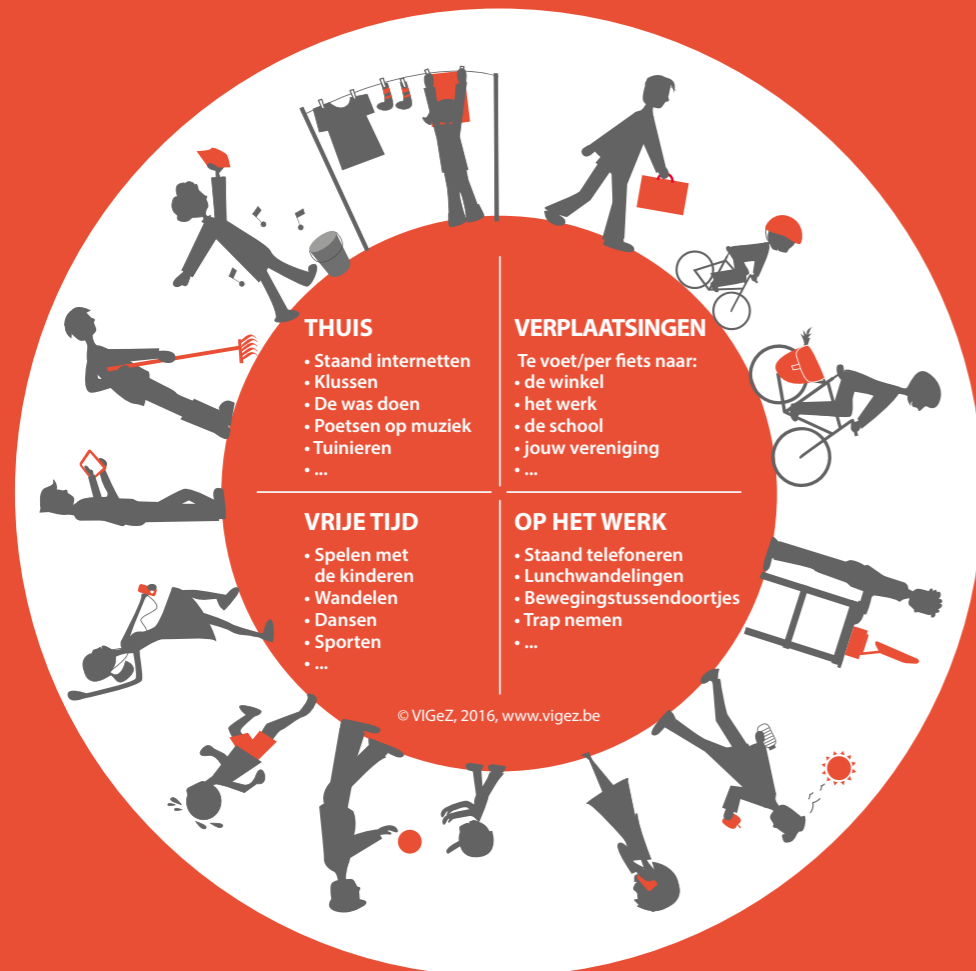 THUIS
• Staand internetten
• Klussen
• De was doen
• Poetsen op muziek
• Tuinieren
• ...
VERPLAATSINGEN
Te voet/per fiets naar:
• de winkel
• het werk
• de school
• jouw vereniging
• ...
VRIJE TIJD
• Spelen met
de kinderen
• Wandelen
• Dansen
• Sporten
• ...
OP HET WERK
• Staand telefoneren
• Lunchwandelingen
• Bewegingstussendoortjes
• Trap nemen
• ...
© VIGeZ, 2016, www.vigez.be